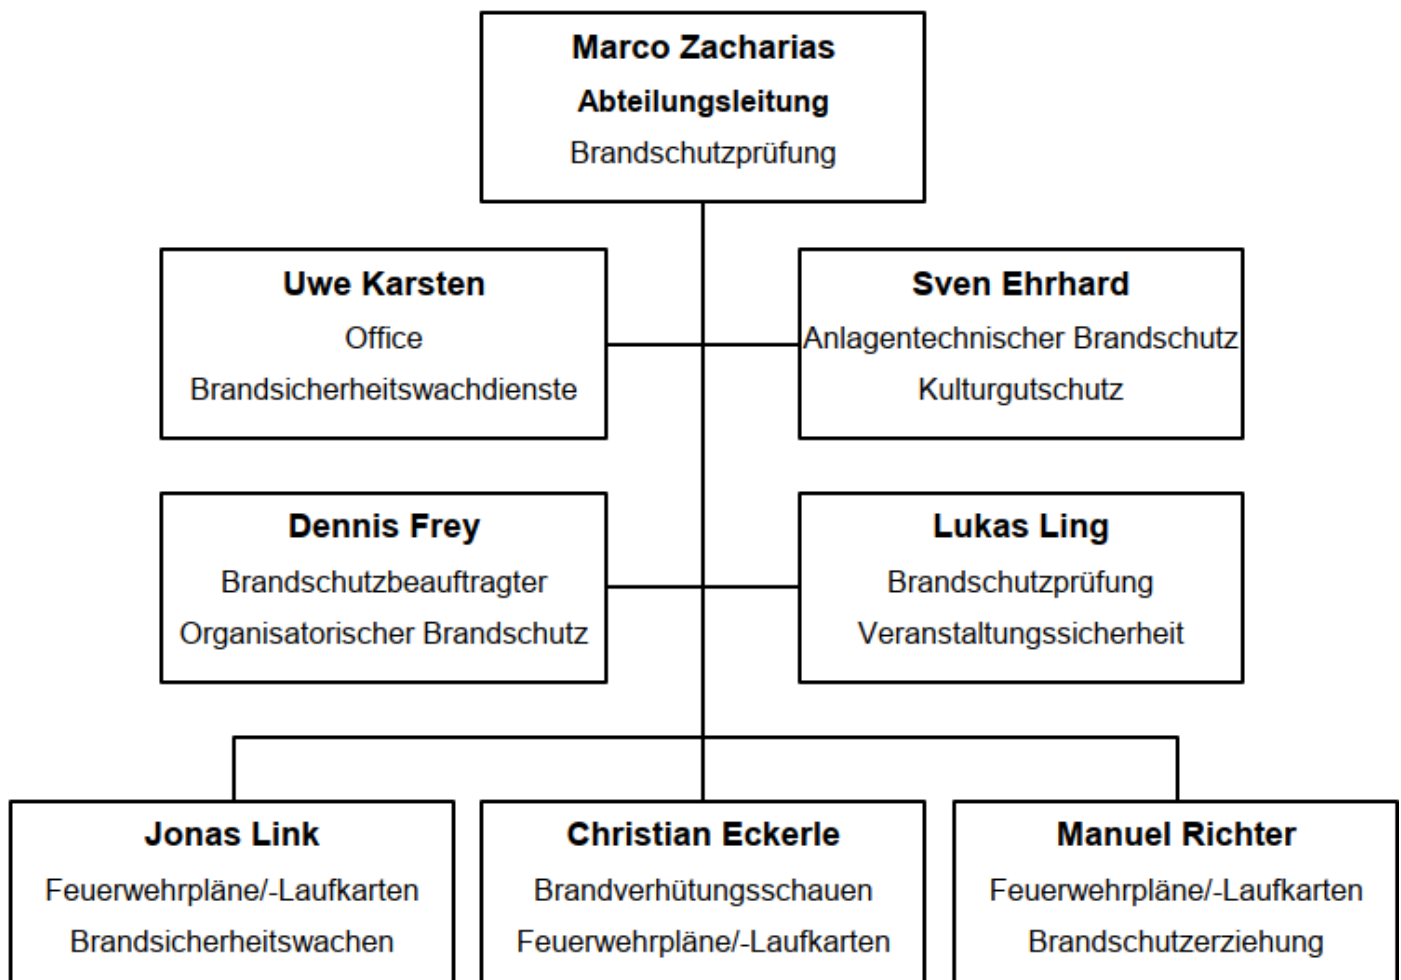 Marco Zacharias
Abteilungsleitung
Brandschutzprüfung
Uwe Karsten
Office
Brandsicherheitswachdienste
Sven Ehrhard
Anlagentechnischer Brandschutz
Kulturgutschutz
Dennis Frey
Brandschutzbeauftragter
Organisatorischer Brandschutz
Lukas Ling
Brandschutzprüfung
Veranstaltungssicherheit
Jonas Link
Feuerwehrpläne/-Laufkarten
Brandsicherheitswachen
Christian Eckerle
Brandverhütungsschauen
Feuerwehrpläne/-Laufkarten
Manuel Richter
Feuerwehrpläne/-Laufkarten
Brandschutzerziehung